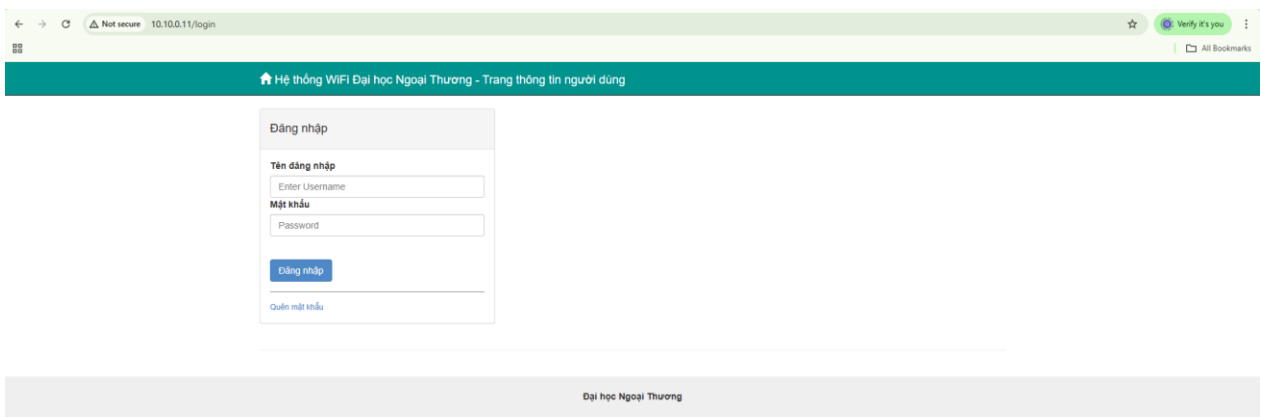 Not secure 10.10.0.11/login Verify it's you
All Bookmarks
Hệ thống WiFi Đại học Ngoại Thương - Trang thông tin người dùng
Đăng nhập
Tên đăng nhập
Enter Username
Mật khẩu
Password
Đăng nhập
Quên mật khẩu
Đại học Ngoại Thương